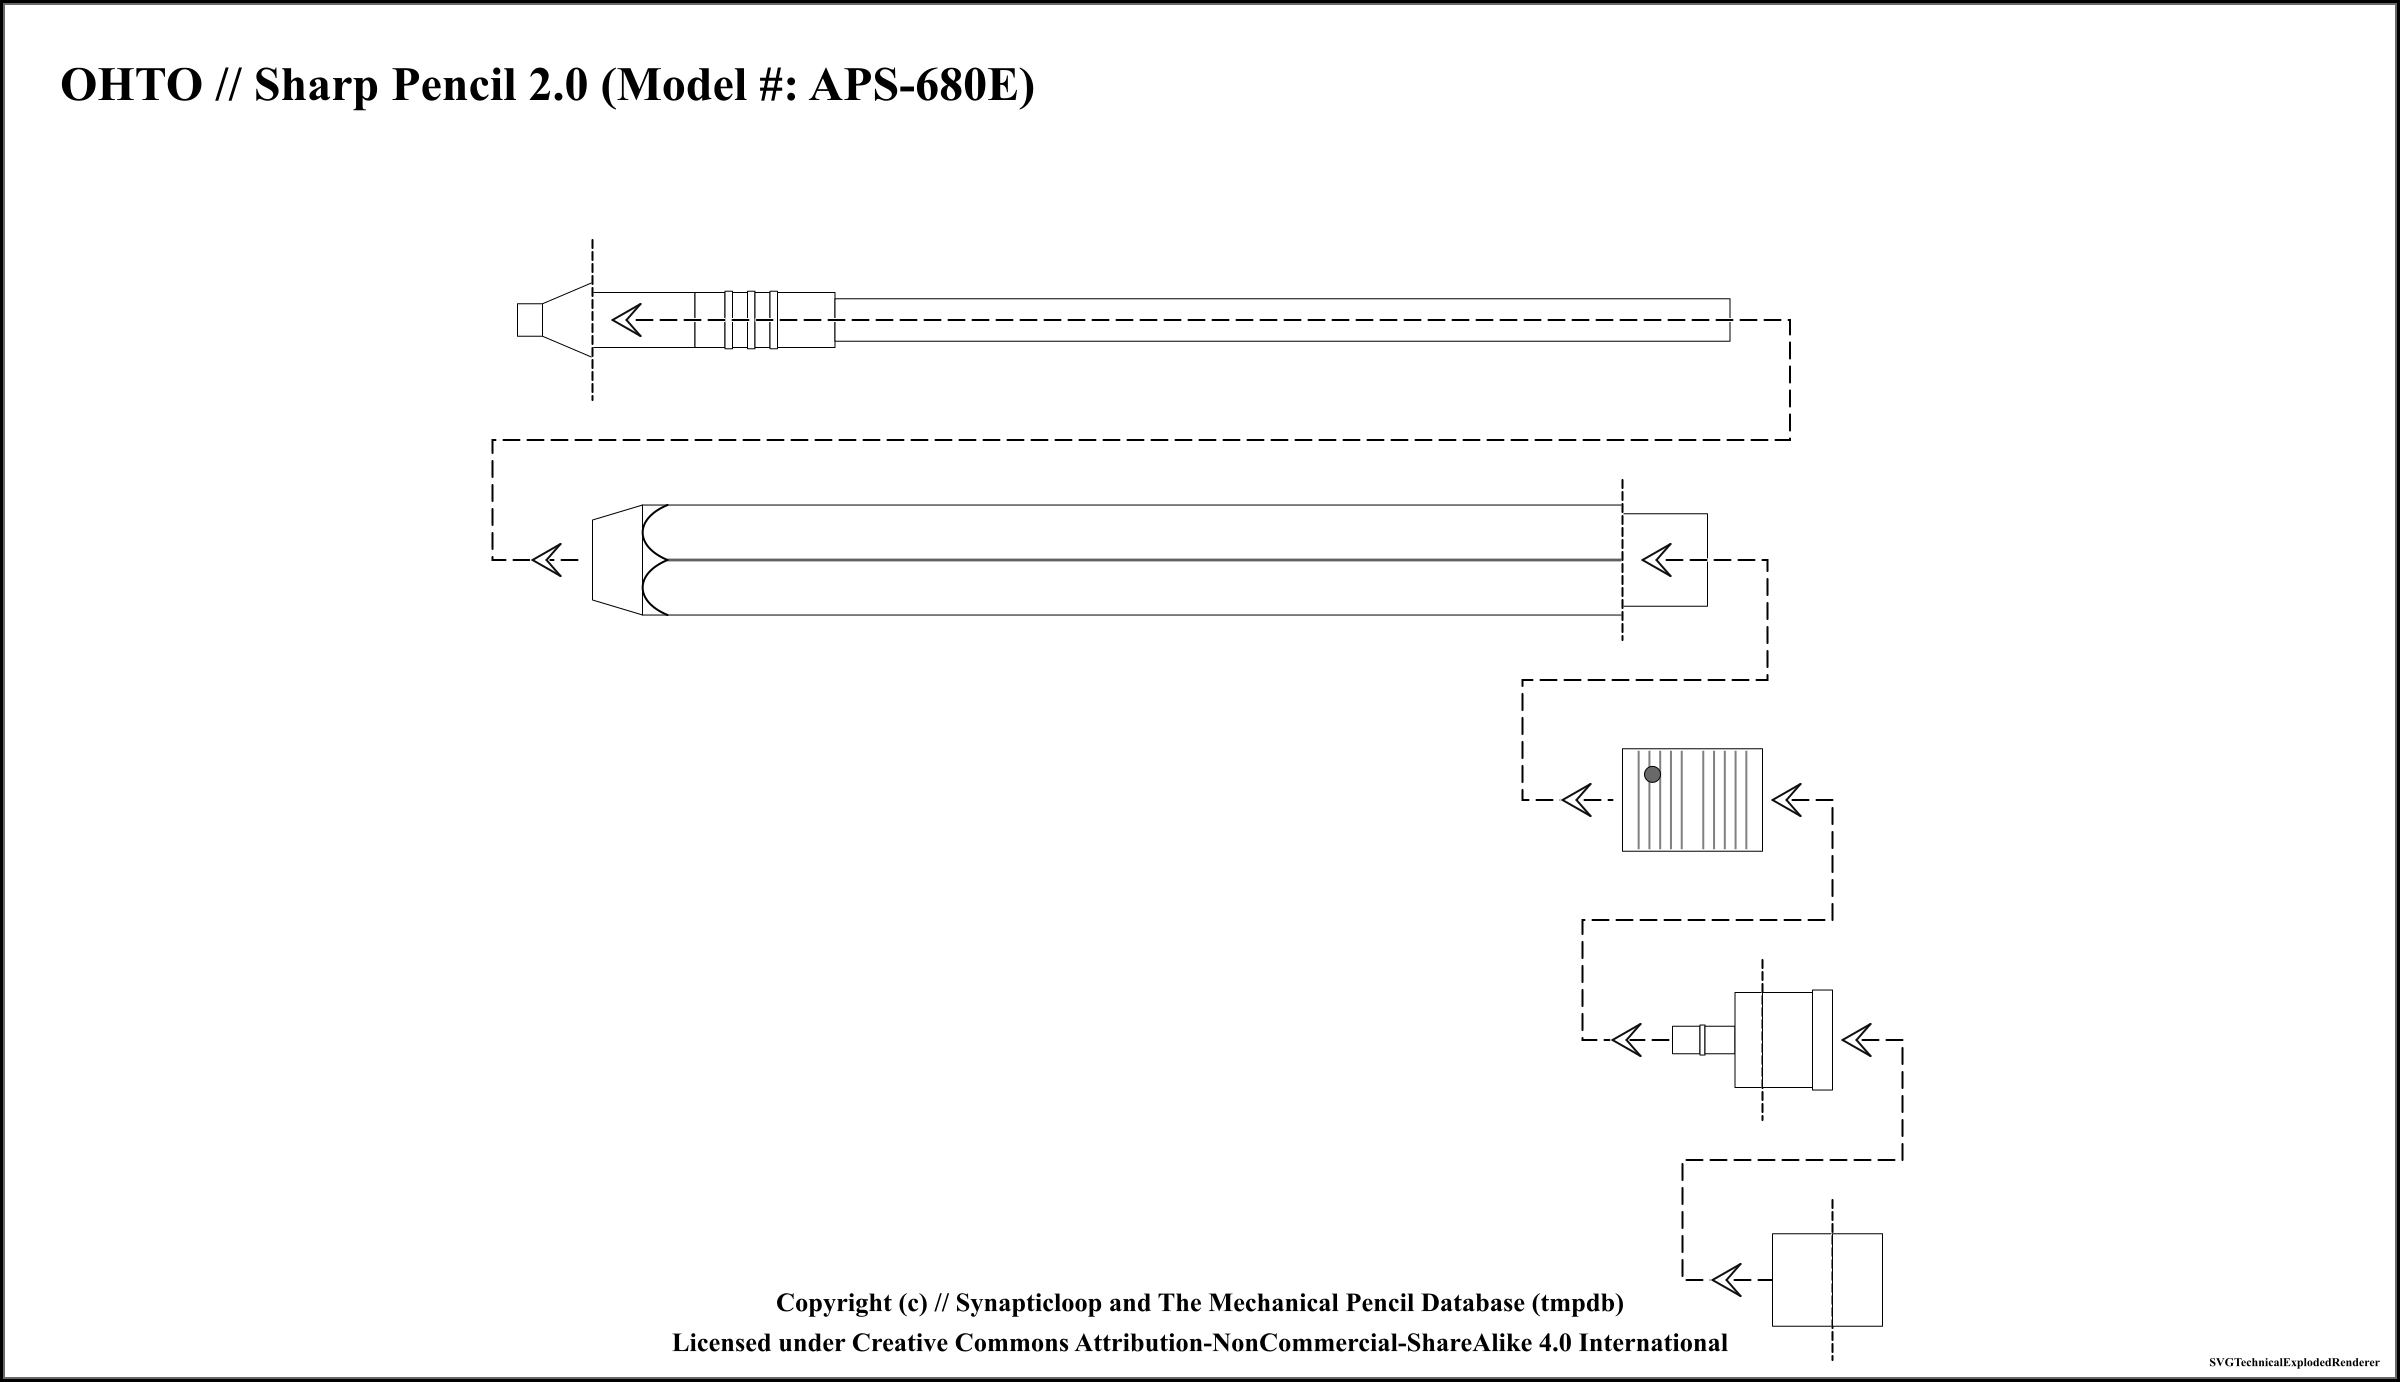 OHTO // Sharp Pencil 2.0 (Model #: APS-680E)
Copyright (c) // Synapticloop and The Mechanical Pencil Database (tmpdb)
Licensed under Creative Commons Attribution-NonCommercial-ShareAlike 4.0 International
SVGTechnicalExplodedRenderer